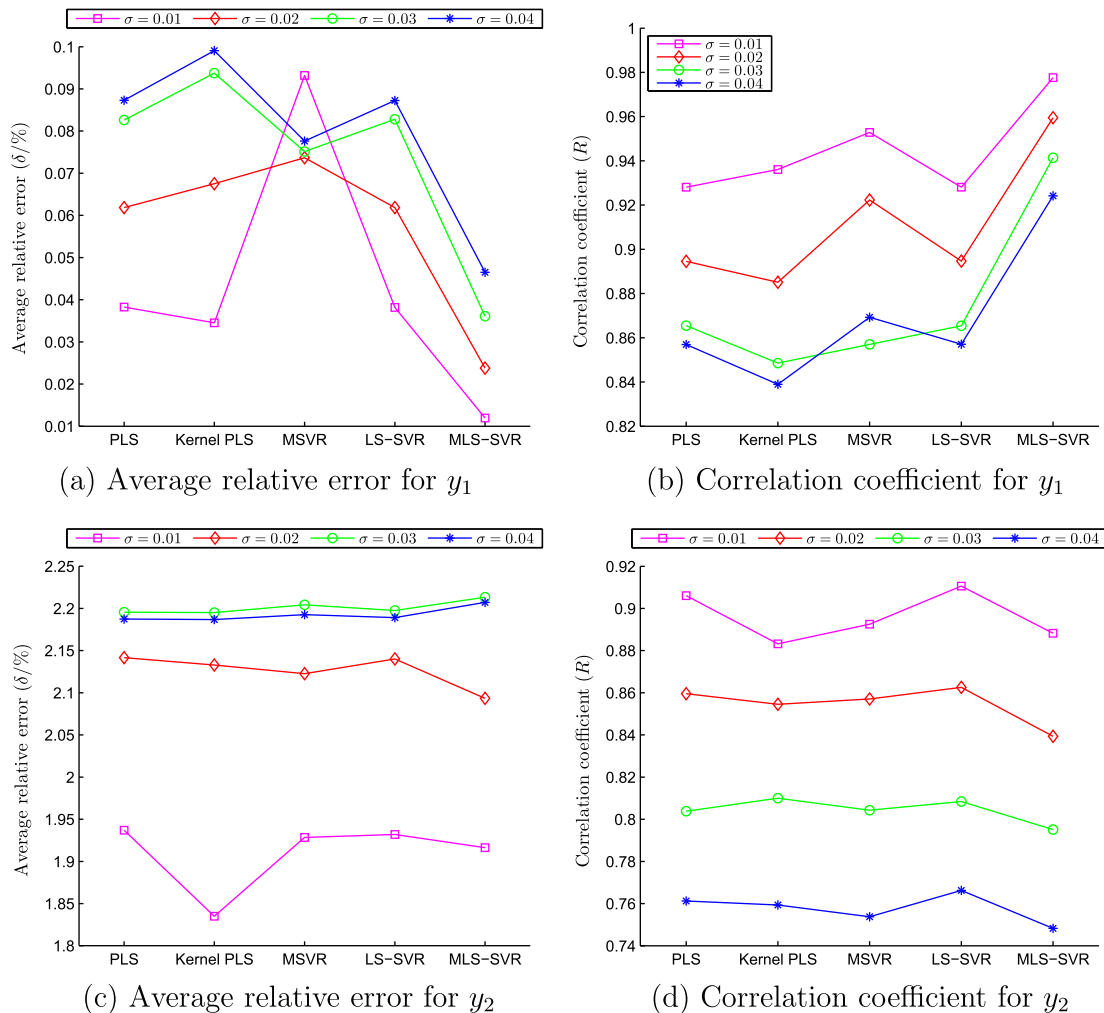 σ = 0.01 σ = 0.02 σ = 0.03 σ = 0.04
0.1
0.09
0.08
0.07
0.06
0.05
0.04
0.03
0.02
0.01
Average relative error (δ/%)
PLS Kernel PLS MSVR LS−SVR MLS−SVR
(a) Average relative error for y₁
σ = 0.01
σ = 0.02
σ = 0.03
σ = 0.04
1
0.98
0.96
0.94
0.92
0.9
0.88
0.86
0.84
0.82
Correlation coefficient (R)
PLS Kernel PLS MSVR LS−SVR MLS−SVR
(b) Correlation coefficient for y₁
σ = 0.01 σ = 0.02 σ = 0.03 σ = 0.04
2.25
2.2
2.15
2.1
2.05
2
1.95
1.9
1.85
1.8
Average relative error (δ/%)
PLS Kernel PLS MSVR LS−SVR MLS−SVR
(c) Average relative error for y₂
σ = 0.01 σ = 0.02 σ = 0.03 σ = 0.04
0.92
0.9
0.88
0.86
0.84
0.82
0.8
0.78
0.76
0.74
Correlation coefficient (R)
PLS Kernel PLS MSVR LS−SVR MLS−SVR
(d) Correlation coefficient for y₂